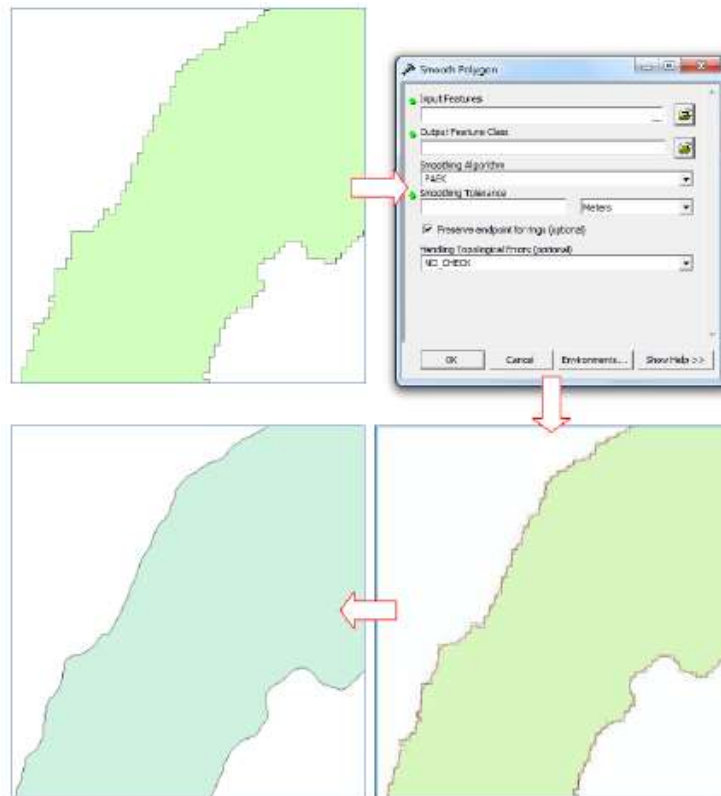 Smooth Polygon
Input Features
Output Feature Class
Smoothing Algorithm
PAEK
Smoothing Tolerance
Meters
Preserve endpoint for rings (optional)
Handling Topological Errors (optional)
NO_CHECK
OK
Cancel
Environments...
Show Help >>